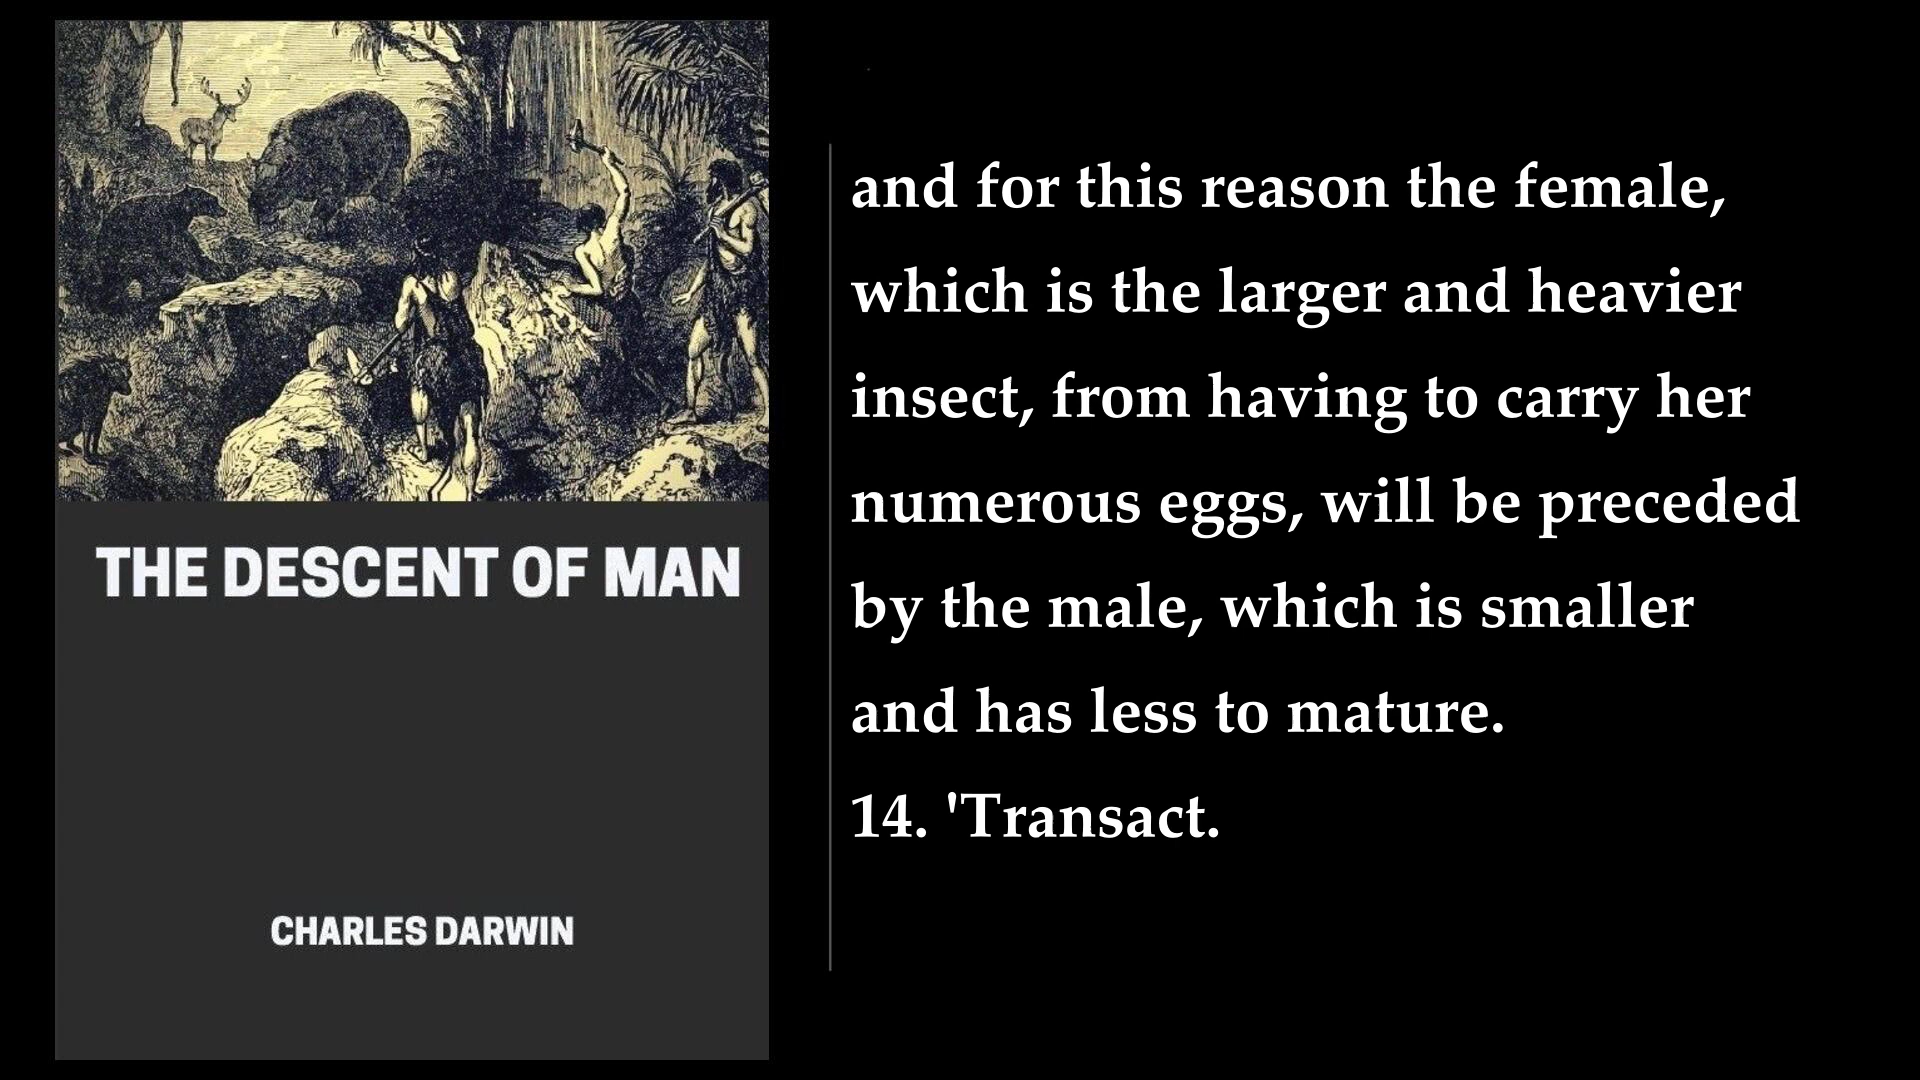 THE DESCENT OF MAN
CHARLES DARWIN
and for this reason the female,
which is the larger and heavier
insect, from having to carry her
numerous eggs, will be preceded
by the male, which is smaller
and has less to mature.
14. 'Transact.